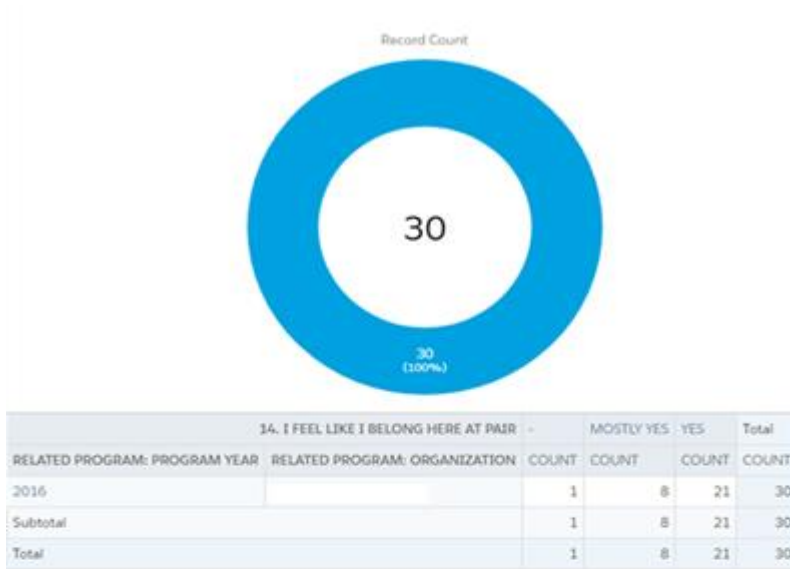 Record Count
30
30
(100%)
14. I FEEL LIKE I BELONG HERE AT PAIR - MOSTLY YES YES Total
RELATED PROGRAM: PROGRAM YEAR RELATED PROGRAM: ORGANIZATION COUNT COUNT COUNT COUNT
2016 1 8 21 30
Subtotal 1 8 21 30
Total 1 8 21 30